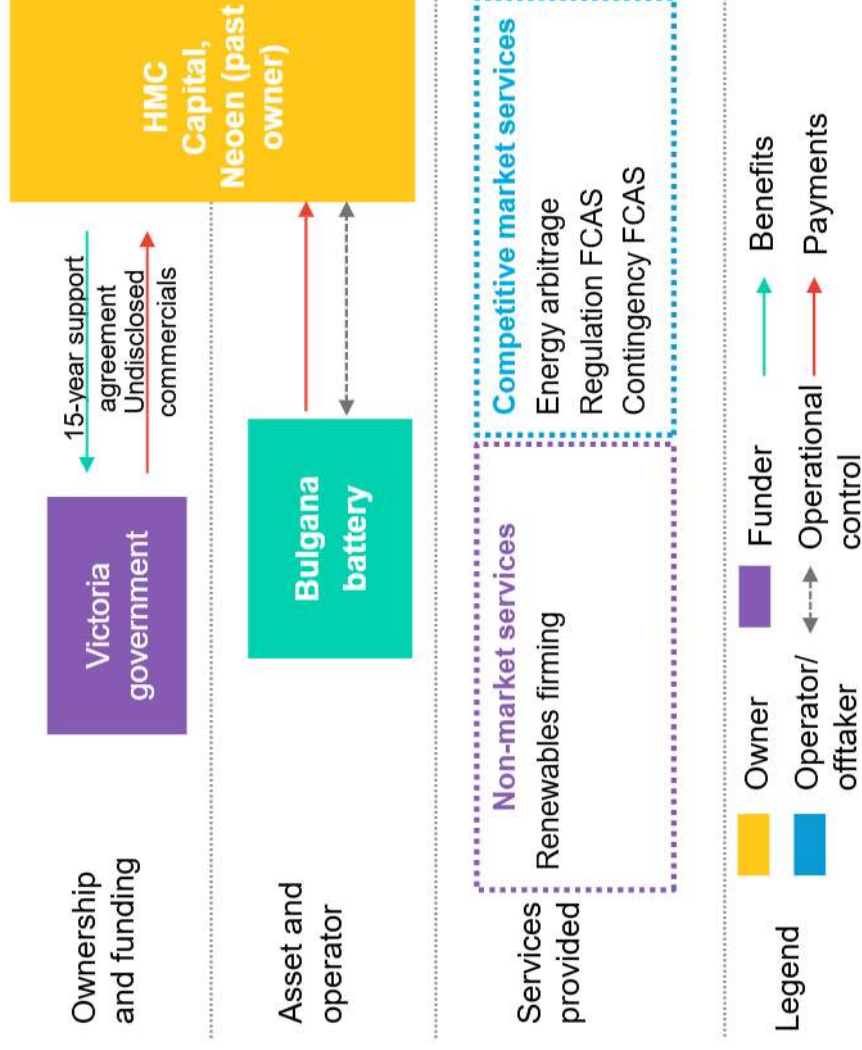 Ownership
and funding
Victoria
government
15-year support
agreement
Undisclosed
commercials
HMC
Capital,
Neoen (past
owner)
Asset and
operator
Bulgana
battery
Services
provided
Non-market services
Renewables firming
Competitive market services
Energy arbitrage
Regulation FCAS
Contingency FCAS
Legend
Owner
Funder
Benefits
Operator/
offtaker
Operational
control
Payments